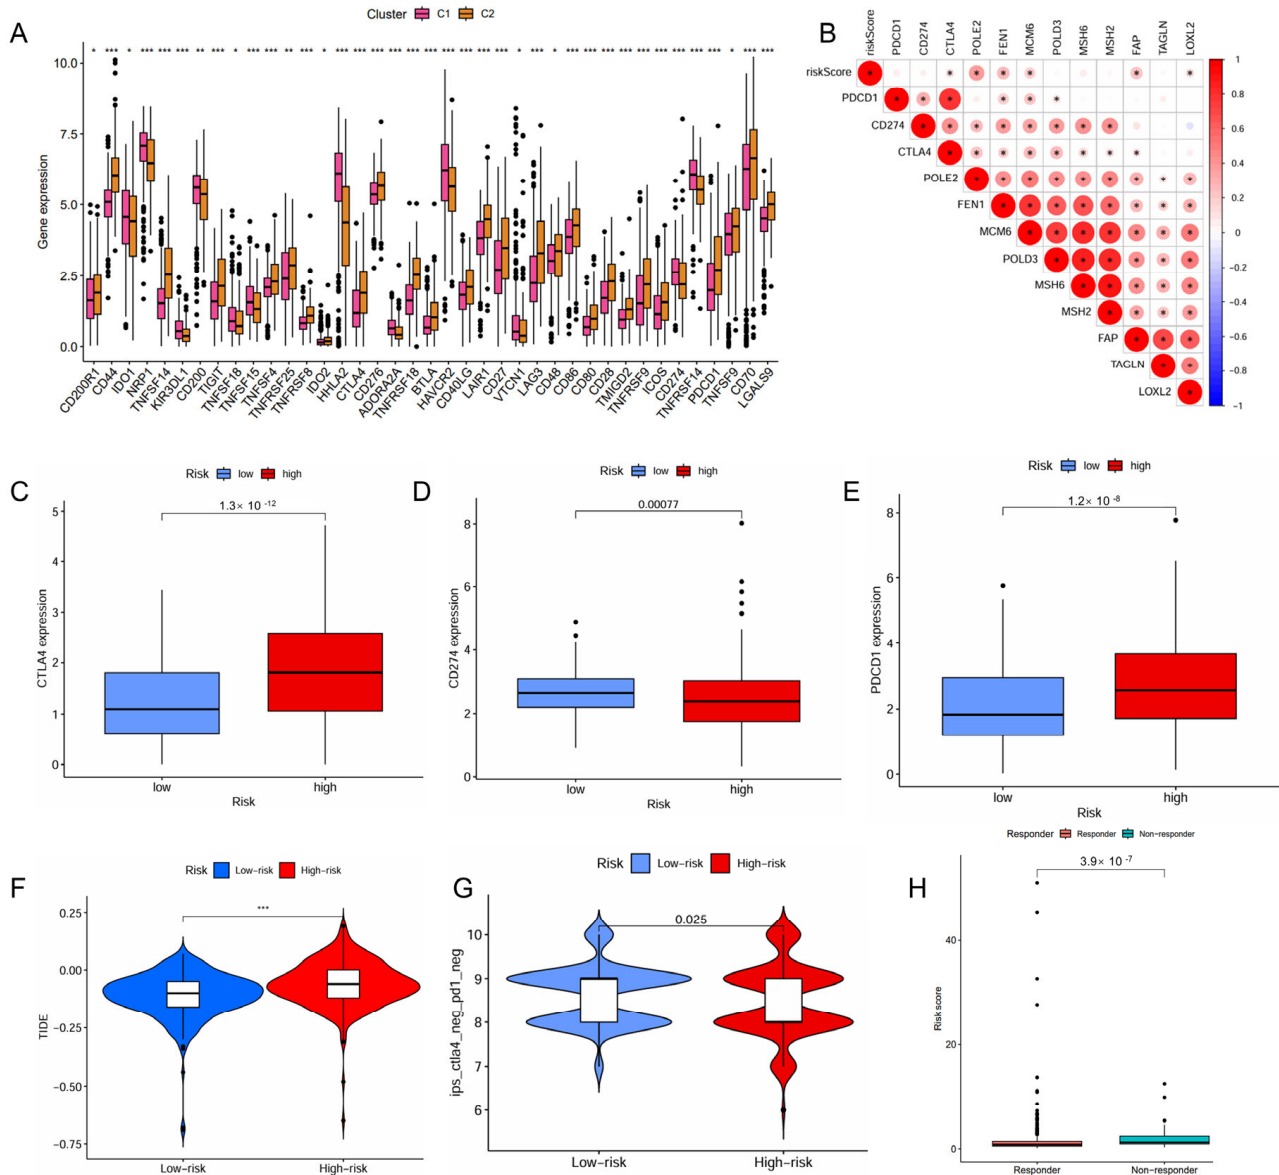 A
Cluster C1 C2
* *** * *** *** *** ** *** * *** *** ** *** * *** *** *** *** *** *** *** *** *** *** * *** * *** *** *** *** *** *** *** *** * *** ***
Gene expression
10.0
7.5
5.0
2.5
0.0
CD200R1 CD44 IDO1 NRP1 TNFSF14 KIR3DL1 CD200 TIGIT TNFSF18 TNFSF15 TNFSF4 TNFRSF25 TNFRSF8 IDO2 HHLA2 CTLA4 CD276 ADORA2A TNFRSF18 BTLA HAVCR2 CD40LG LAIR1 CD27 VTCN1 LAG3 CD48 CD86 CD80 CD28 TMIGD2 TNFRSF9 ICOS CD274 TNFRSF14 PDCD1 TNFSF9 CD70 LGALS9
B
riskScore PDCD1 CD274 CTLA4 POLE2 FEN1 MCM6 POLD3 MSH6 MSH2 FAP TAGLN LOXL2
riskScore
PDCD1
CD274
CTLA4
POLE2
FEN1
MCM6
POLD3
MSH6
MSH2
FAP
TAGLN
LOXL2
1
0.8
0.6
0.4
0.2
0
−0.2
−0.4
−0.6
−0.8
−1
C
Risk low high
1.3× 10 -12
CTLA4 expression
5
4
3
2
1
0
low high
Risk
D
Risk low high
0.00077
CD274 expression
8
6
4
2
0
low high
Risk
E
Risk low high
1.2× 10 -8
PDCD1 expression
8
6
4
2
0
low high
Risk
F
Risk Low−risk High−risk
***
TIDE
0.25
0.00
−0.25
−0.50
−0.75
Low−risk High−risk
G
Risk Low−risk High−risk
0.025
ips_ctla4_neg_pd1_neg
10
9
8
7
6
Low−risk High−risk
H
Responder Responder Non-responder
3.9× 10 -7
Risk score
40
20
0
Responder Non-responder